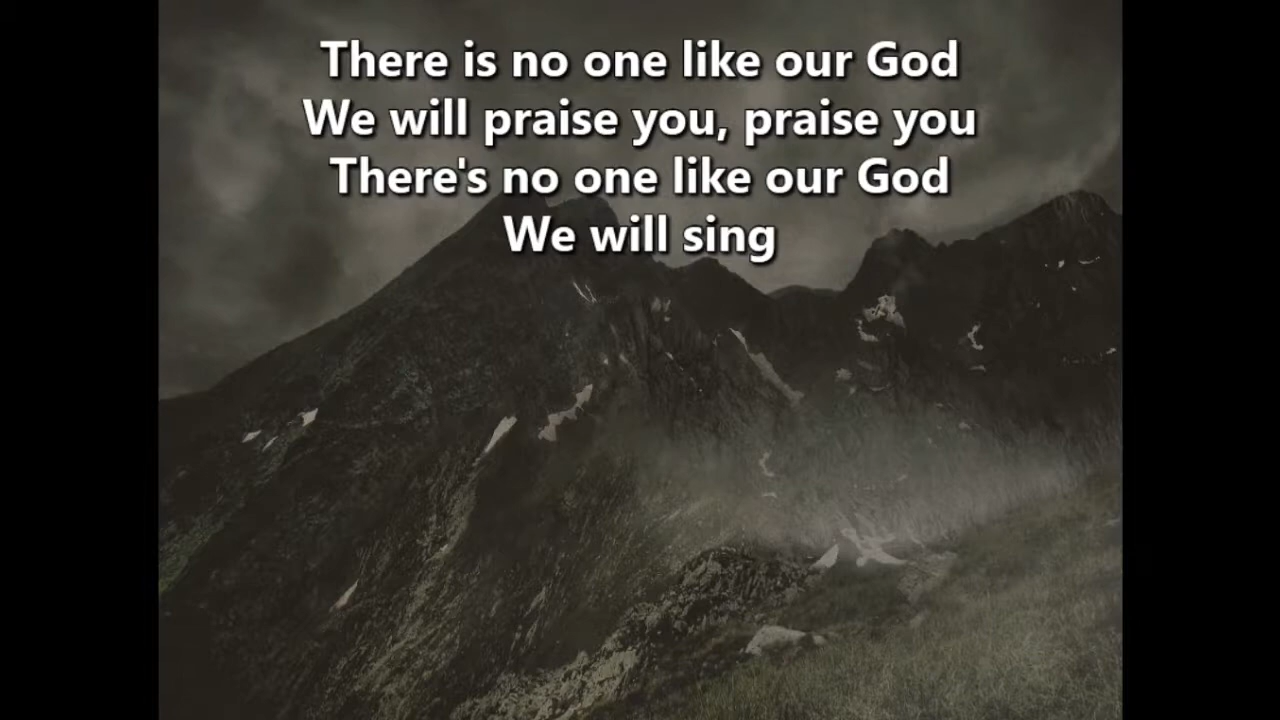 There is no one like our God
We will praise you, praise you
There's no one like our God
We will sing